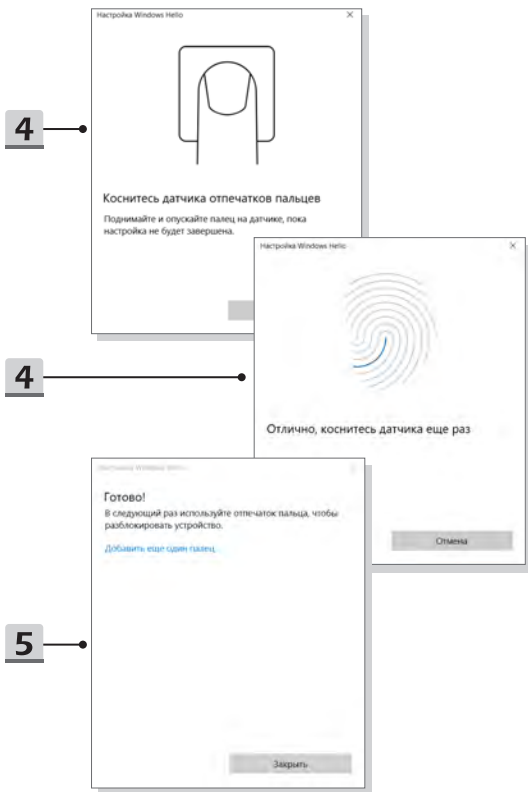 Настройка Windows Hello
4
Коснитесь датчика отпечатков пальцев
Поднимайте и опускайте палец на датчике, пока
настройка не будет завершена.
Настройка Windows Hello
4
Отлично, коснитесь датчика еще раз
Отмена
Настройка Windows Hello
Готово!
В следующий раз используйте отпечаток пальца, чтобы
разблокировать устройство.
Добавить еще один палец
5
Закрыть